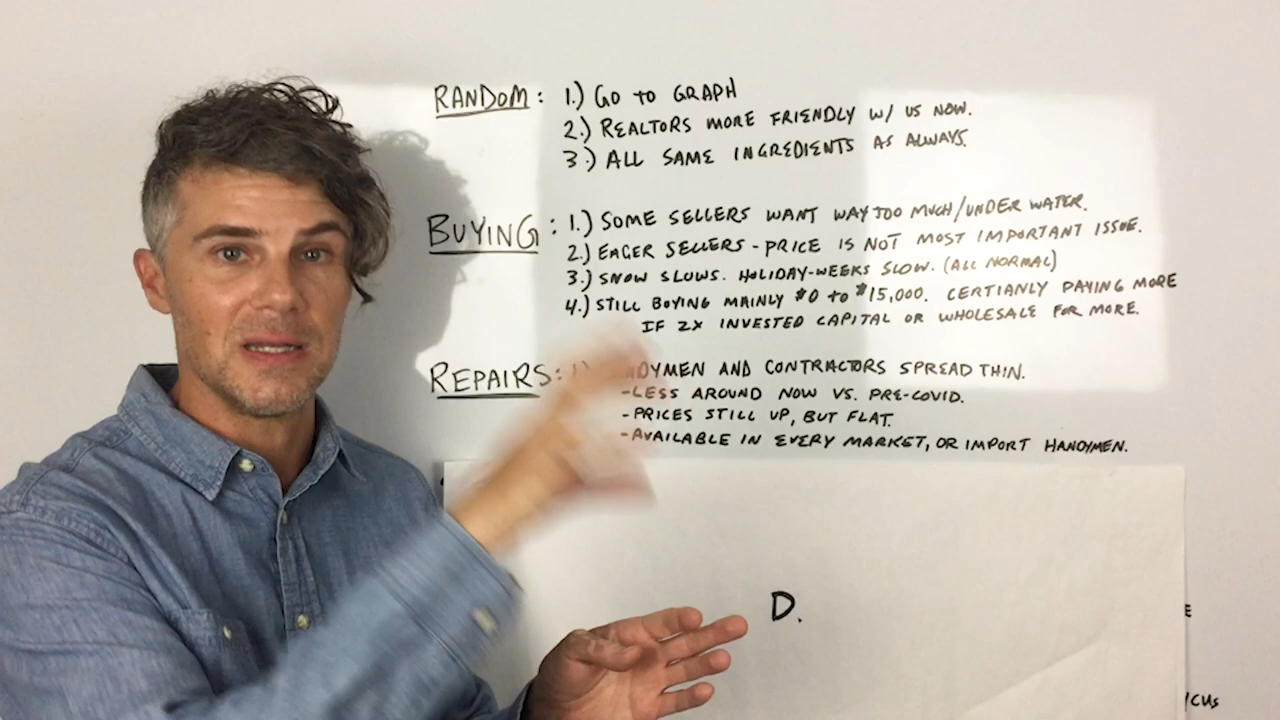 RANDOM: 1.) GO TO GRAPH
2.) REALTORS MORE FRIENDLY W/ US NOW.
3.) ALL SAME INGREDIENTS AS ALWAYS.
BUYING: 1.) SOME SELLERS WANT WAY TOO MUCH/UNDER WATER.
2.) EAGER SELLERS - PRICE IS NOT MOST IMPORTANT ISSUE.
3.) SNOW SLOWS. HOLIDAY-WEEKS SLOW. (ALL NORMAL)
4.) STILL BUYING MAINLY $0 TO $15,000. CERTIANLY PAYING MORE
IF 2X INVESTED CAPITAL OR WHOLESALE FOR MORE.
REPAIRS: AND CONTRACTORS SPREAD THIN.
-LESS AROUND NOW VS. PRE-COVID.
-PRICES STILL UP, BUT FLAT.
-AVAILABLE IN EVERY MARKET, OR IMPORT HANDYMEN.
D.